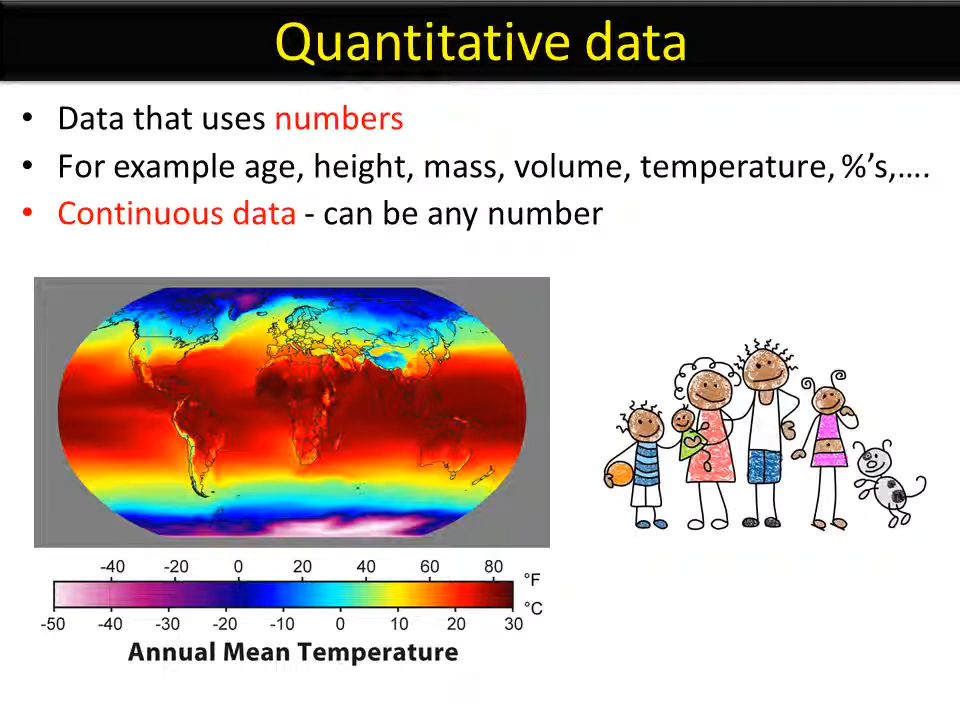 Quantitative data
• Data that uses numbers
• For example age, height, mass, volume, temperature, %’s,….
• Continuous data - can be any number
-40 -20 0 20 40 60 80
°F
°C
-50 -40 -30 -20 -10 0 10 20 30
Annual Mean Temperature